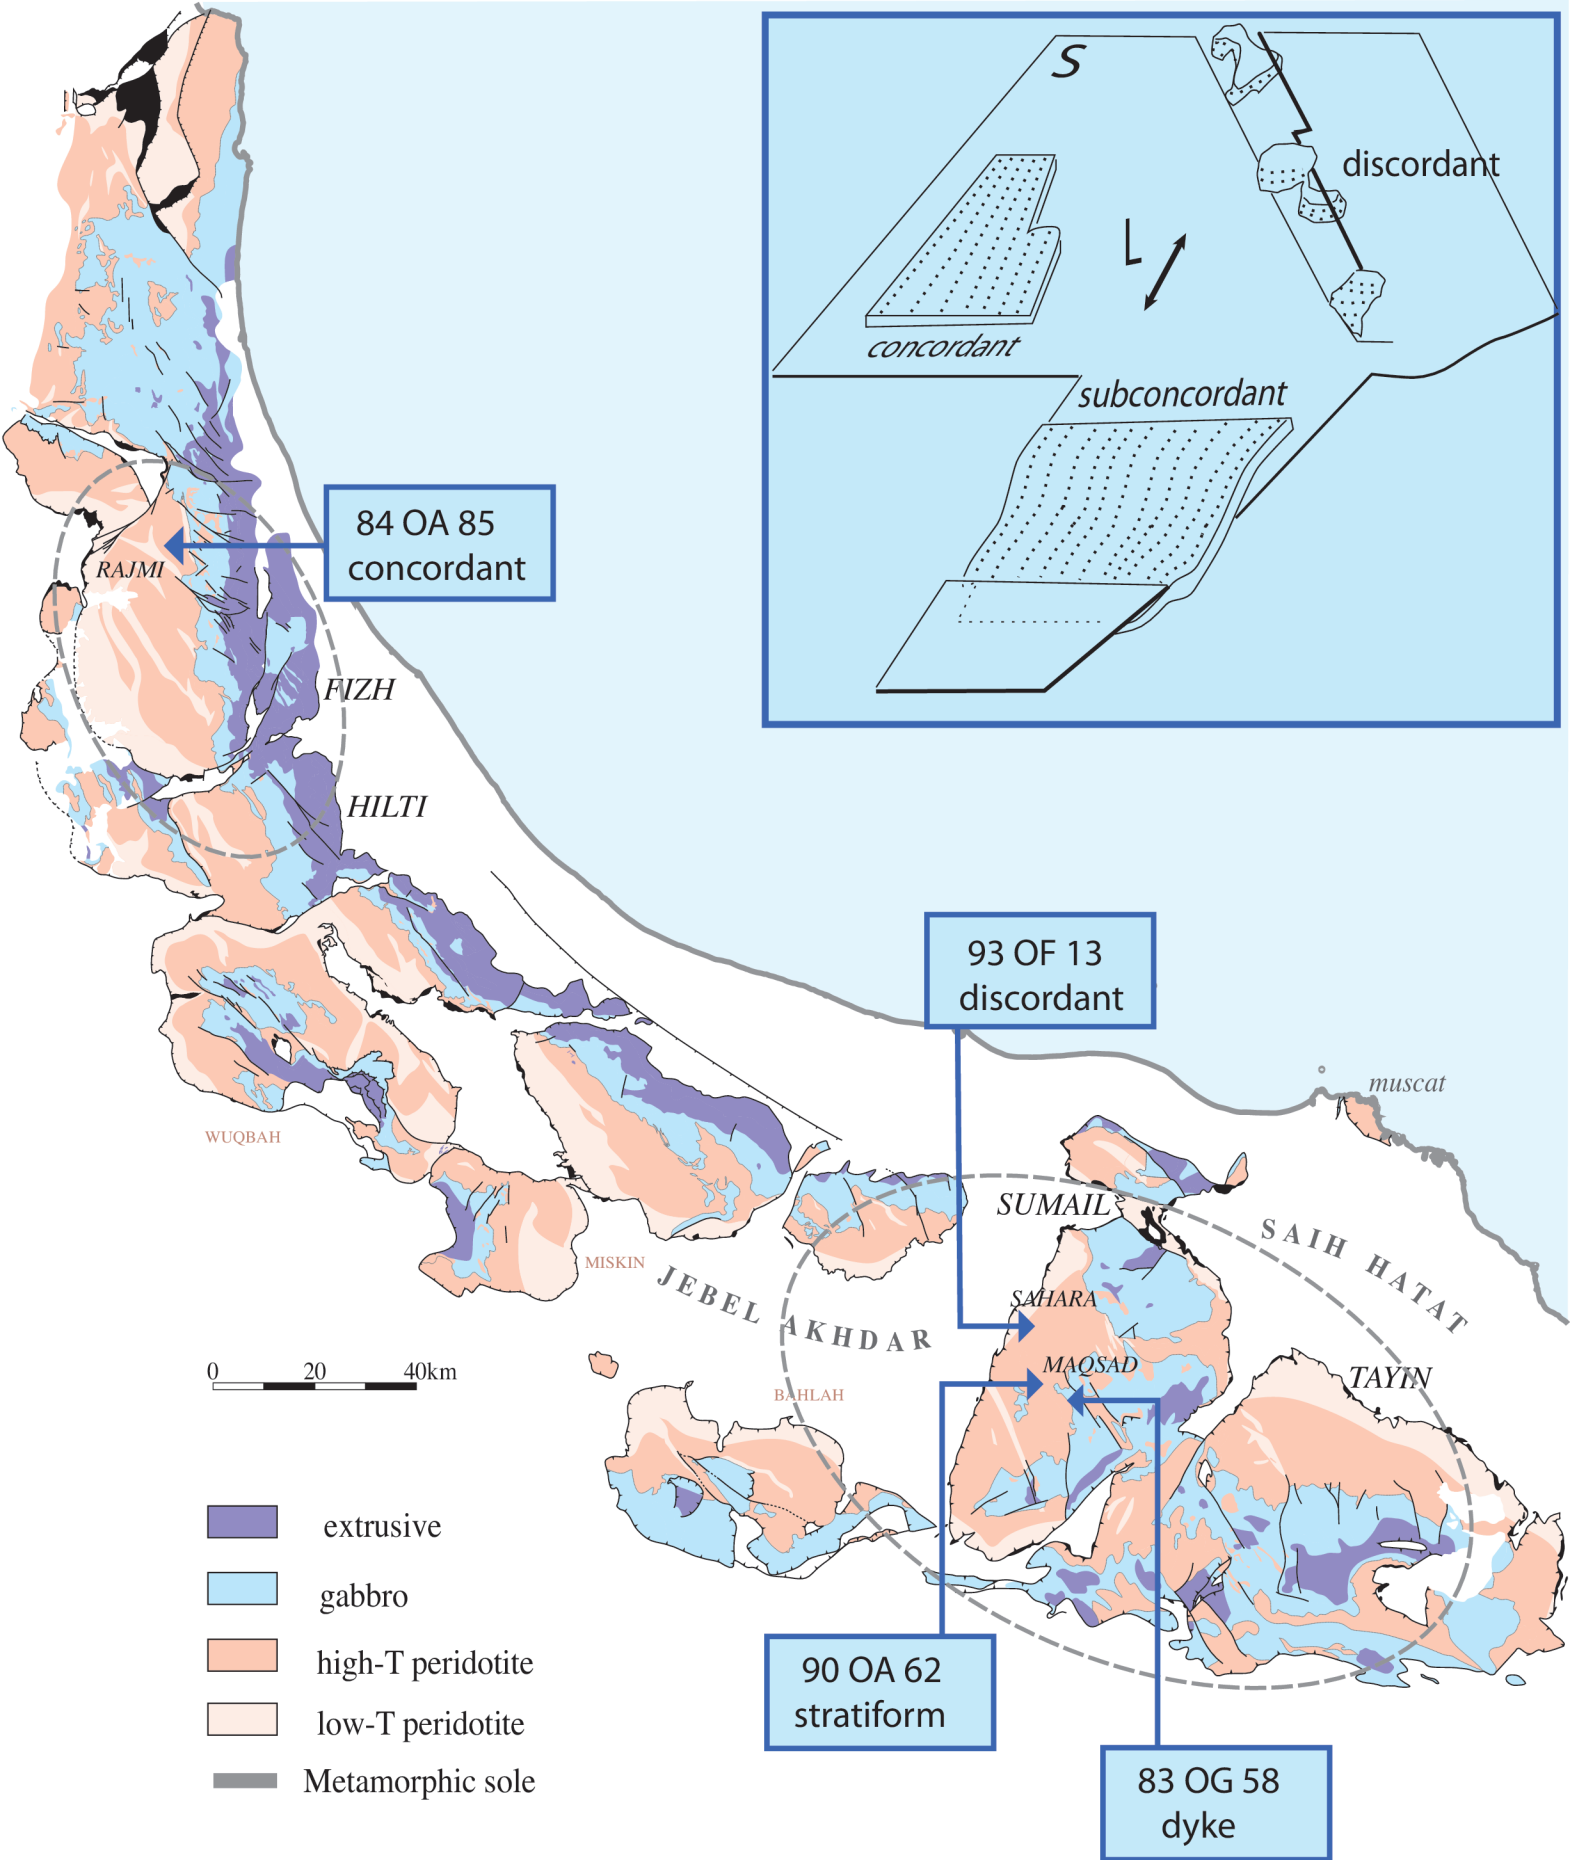 S
discordant
L
concordant
subconcordant
84 OA 85
concordant
RAJMI
FIZH
HILTI
93 OF 13
discordant
muscat
WUQBAH
SUMAIL
SAIH HATAT
MISKIN
JEBEL AKHDAR
SAHARA
MAQSAD
TAYIN
BAHLAH
0 20 40km
extrusive
gabbro
high-T peridotite
low-T peridotite
Metamorphic sole
90 OA 62
stratiform
83 OG 58
dyke